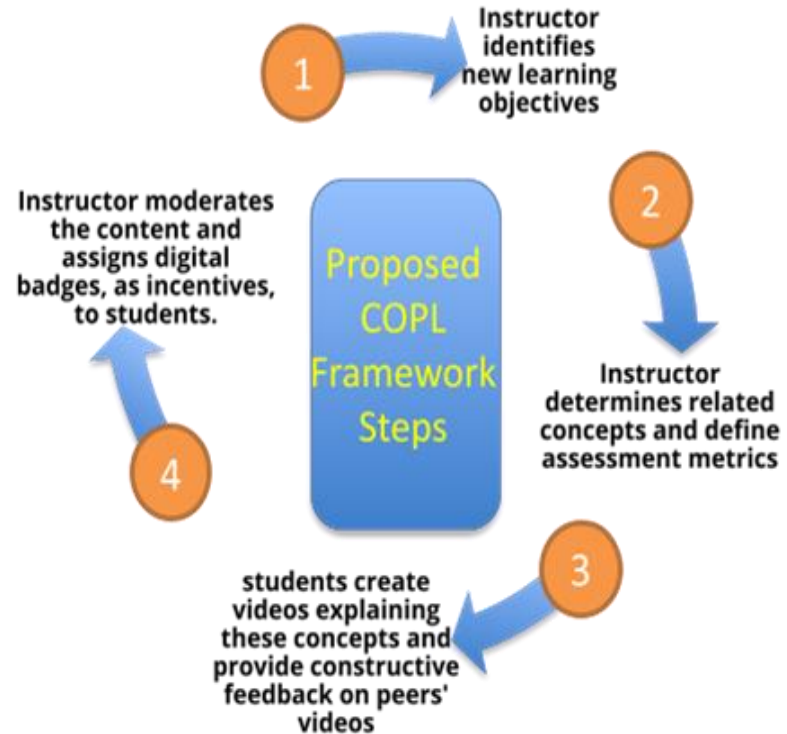 1
Instructor
identifies
new learning
objectives
2
Instructor
determines related
concepts and define
assessment metrics
3
students create
videos explaining
these concepts and
provide constructive
feedback on peers'
videos
4
Instructor moderates
the content and
assigns digital
badges, as incentives,
to students.
Proposed
COPL
Framework
Steps